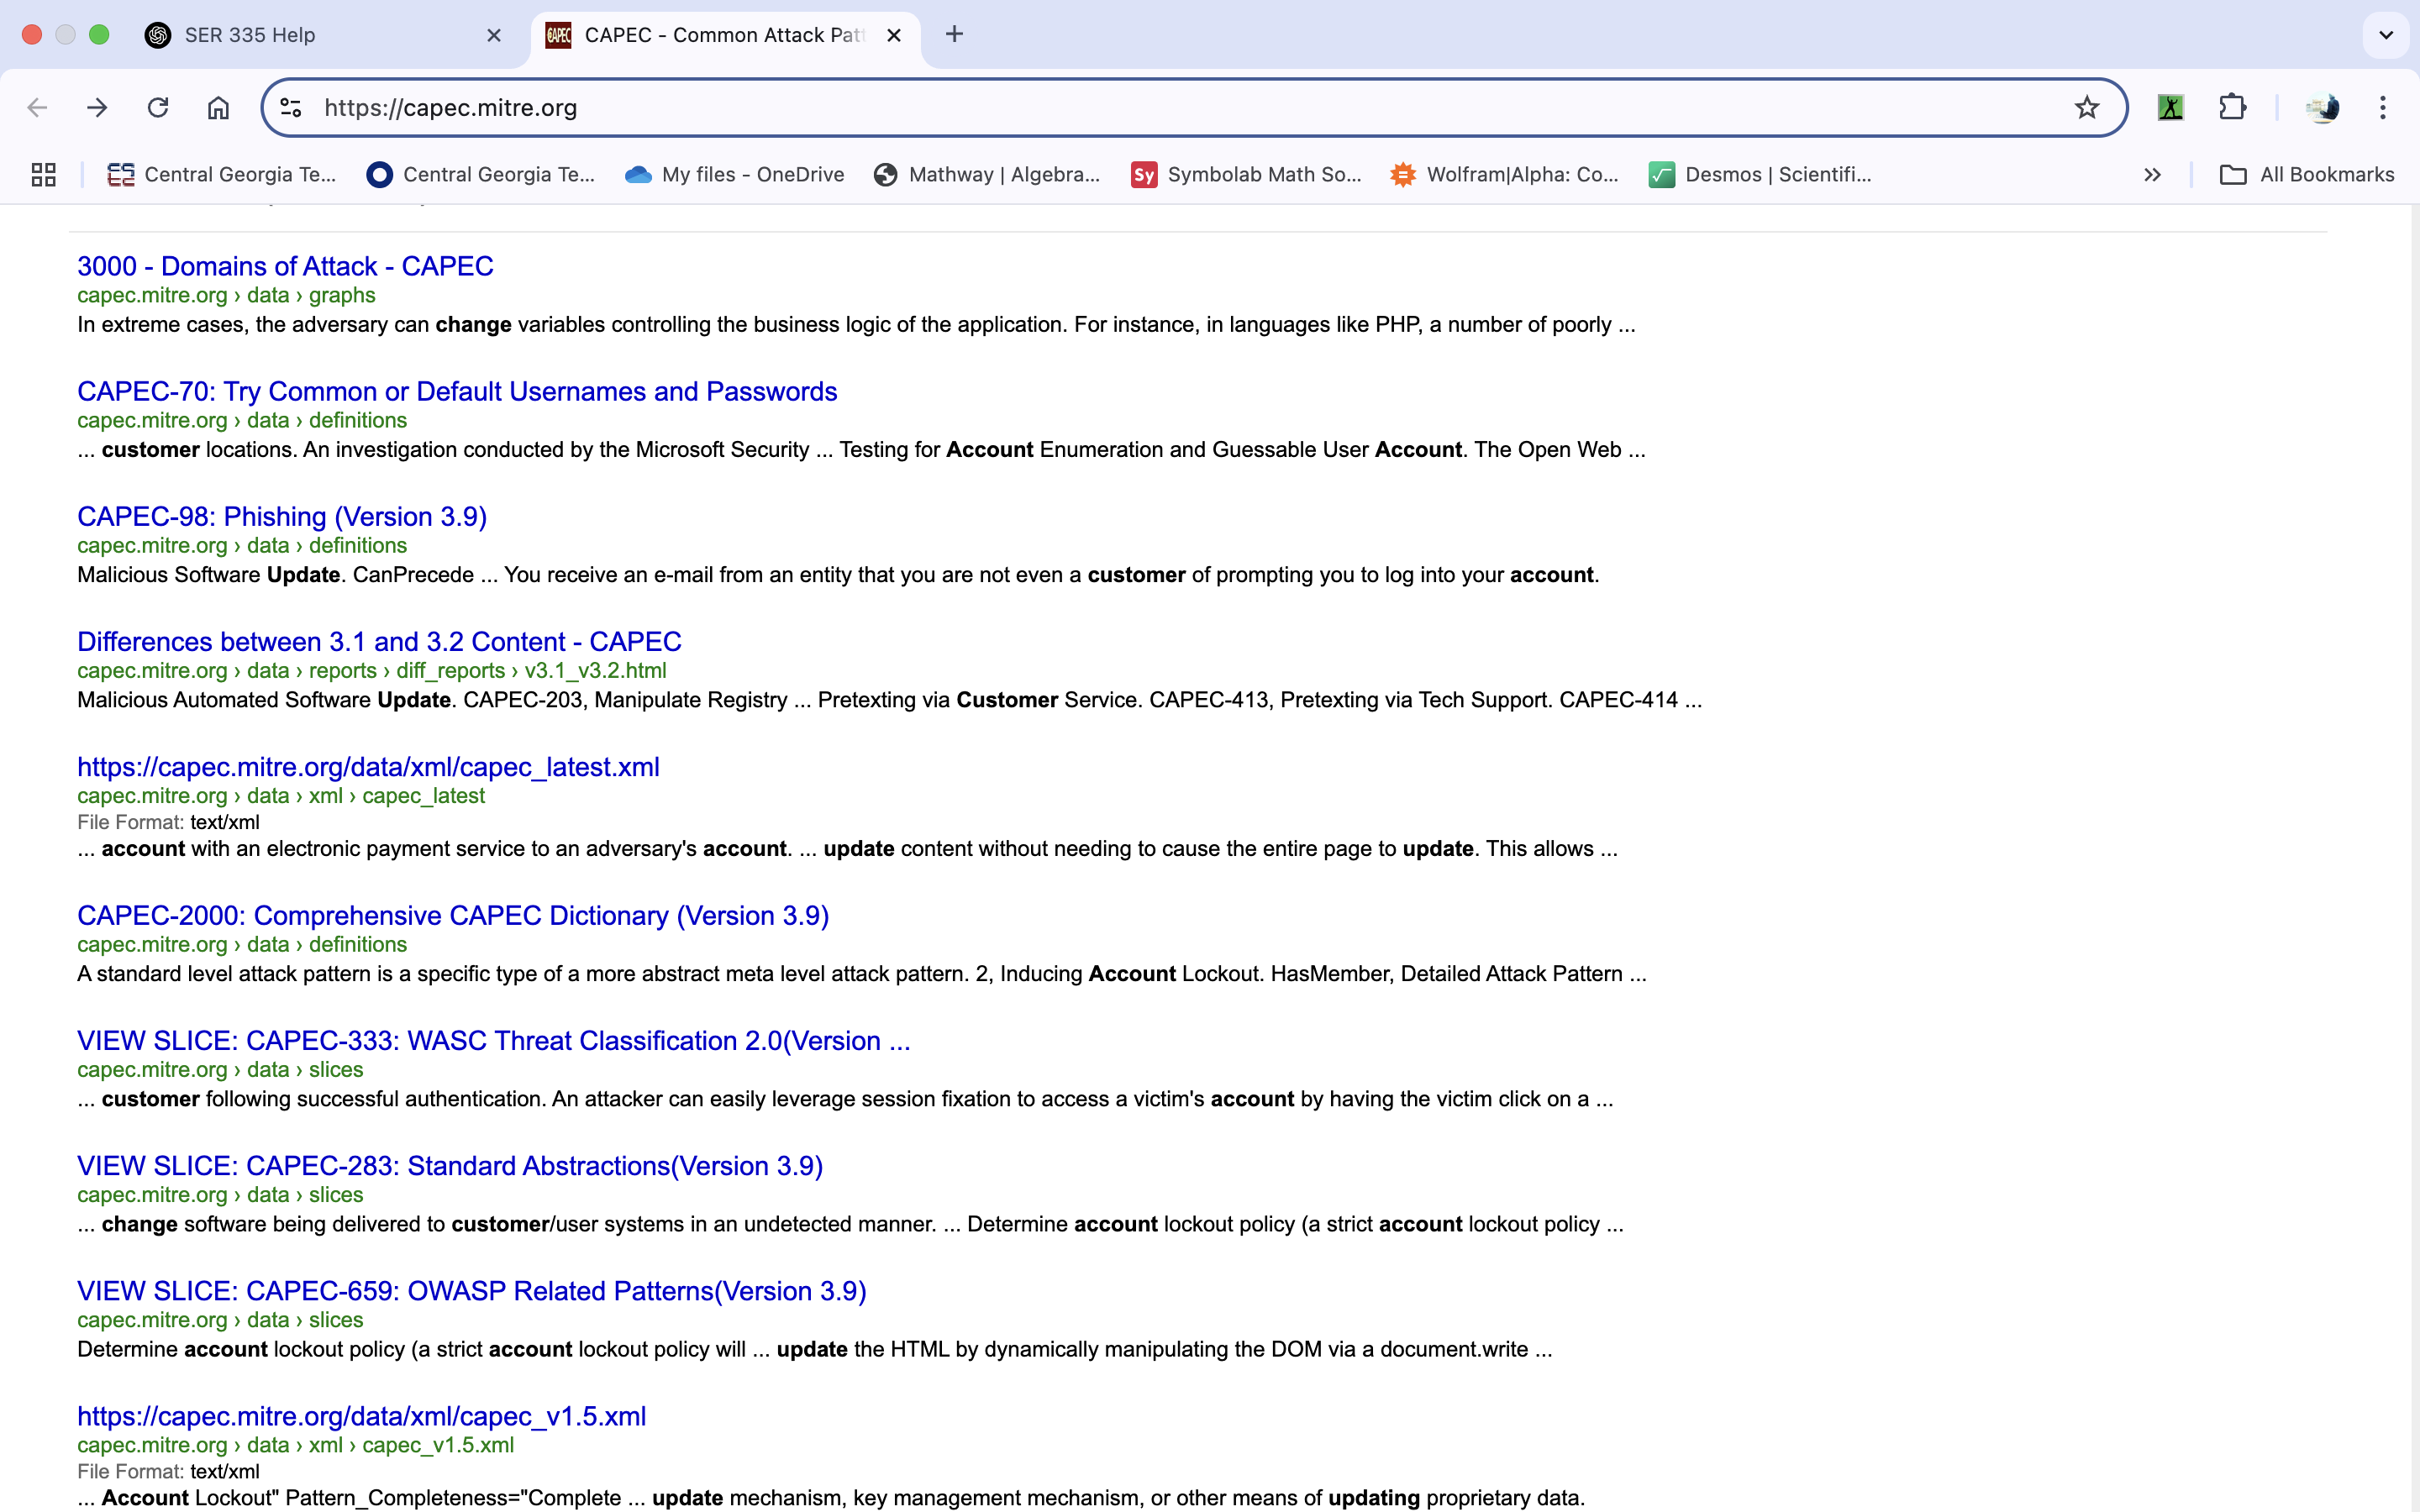 SER 335 Help
CAPEC - Common Attack Patt
https://capec.mitre.org
Central Georgia Te...
Central Georgia Te...
My files - OneDrive
Mathway | Algebra...
Sy Symbolab Math So...
Wolfram|Alpha: Co...
Desmos | Scientifi...
All Bookmarks
3000 - Domains of Attack - CAPEC
capec.mitre.org › data › graphs
In extreme cases, the adversary can change variables controlling the business logic of the application. For instance, in languages like PHP, a number of poorly ...
CAPEC-70: Try Common or Default Usernames and Passwords
capec.mitre.org › data › definitions
... customer locations. An investigation conducted by the Microsoft Security ... Testing for Account Enumeration and Guessable User Account. The Open Web ...
CAPEC-98: Phishing (Version 3.9)
capec.mitre.org › data › definitions
Malicious Software Update. CanPrecede ... You receive an e-mail from an entity that you are not even a customer of prompting you to log into your account.
Differences between 3.1 and 3.2 Content - CAPEC
capec.mitre.org › data › reports › diff_reports › v3.1_v3.2.html
Malicious Automated Software Update. CAPEC-203, Manipulate Registry ... Pretexting via Customer Service. CAPEC-413, Pretexting via Tech Support. CAPEC-414 ...
https://capec.mitre.org/data/xml/capec_latest.xml
capec.mitre.org › data › xml › capec_latest
File Format: text/xml
... account with an electronic payment service to an adversary's account. ... update content without needing to cause the entire page to update. This allows ...
CAPEC-2000: Comprehensive CAPEC Dictionary (Version 3.9)
capec.mitre.org › data › definitions
A standard level attack pattern is a specific type of a more abstract meta level attack pattern. 2, Inducing Account Lockout. HasMember, Detailed Attack Pattern ...
VIEW SLICE: CAPEC-333: WASC Threat Classification 2.0(Version ...
capec.mitre.org › data › slices
... customer following successful authentication. An attacker can easily leverage session fixation to access a victim's account by having the victim click on a ...
VIEW SLICE: CAPEC-283: Standard Abstractions(Version 3.9)
capec.mitre.org › data › slices
... change software being delivered to customer/user systems in an undetected manner. ... Determine account lockout policy (a strict account lockout policy ...
VIEW SLICE: CAPEC-659: OWASP Related Patterns(Version 3.9)
capec.mitre.org › data › slices
Determine account lockout policy (a strict account lockout policy will ... update the HTML by dynamically manipulating the DOM via a document.write ...
https://capec.mitre.org/data/xml/capec_v1.5.xml
capec.mitre.org › data › xml › capec_v1.5.xml
File Format: text/xml
... Account Lockout" Pattern_Completeness="Complete ... update mechanism, key management mechanism, or other means of updating proprietary data.